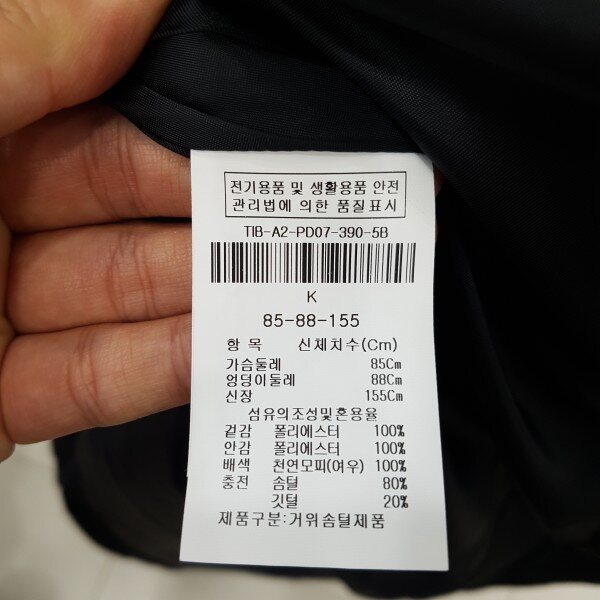 전기용품 및 생활용품 안전
관리법에 의한 품질표시
TIB-A2-PD07-390-5B
K
85-88-155
항 목 신체치수(Cm)
가슴둘레 85Cm
엉덩이둘레 88Cm
신장 155Cm
섬유의조성및혼용율
겉감 폴리에스터 100%
안감 폴리에스터 100%
배색 천연모피(여우) 100%
충전 솜털 80%
깃털 20%
제품구분:거위솜털제품